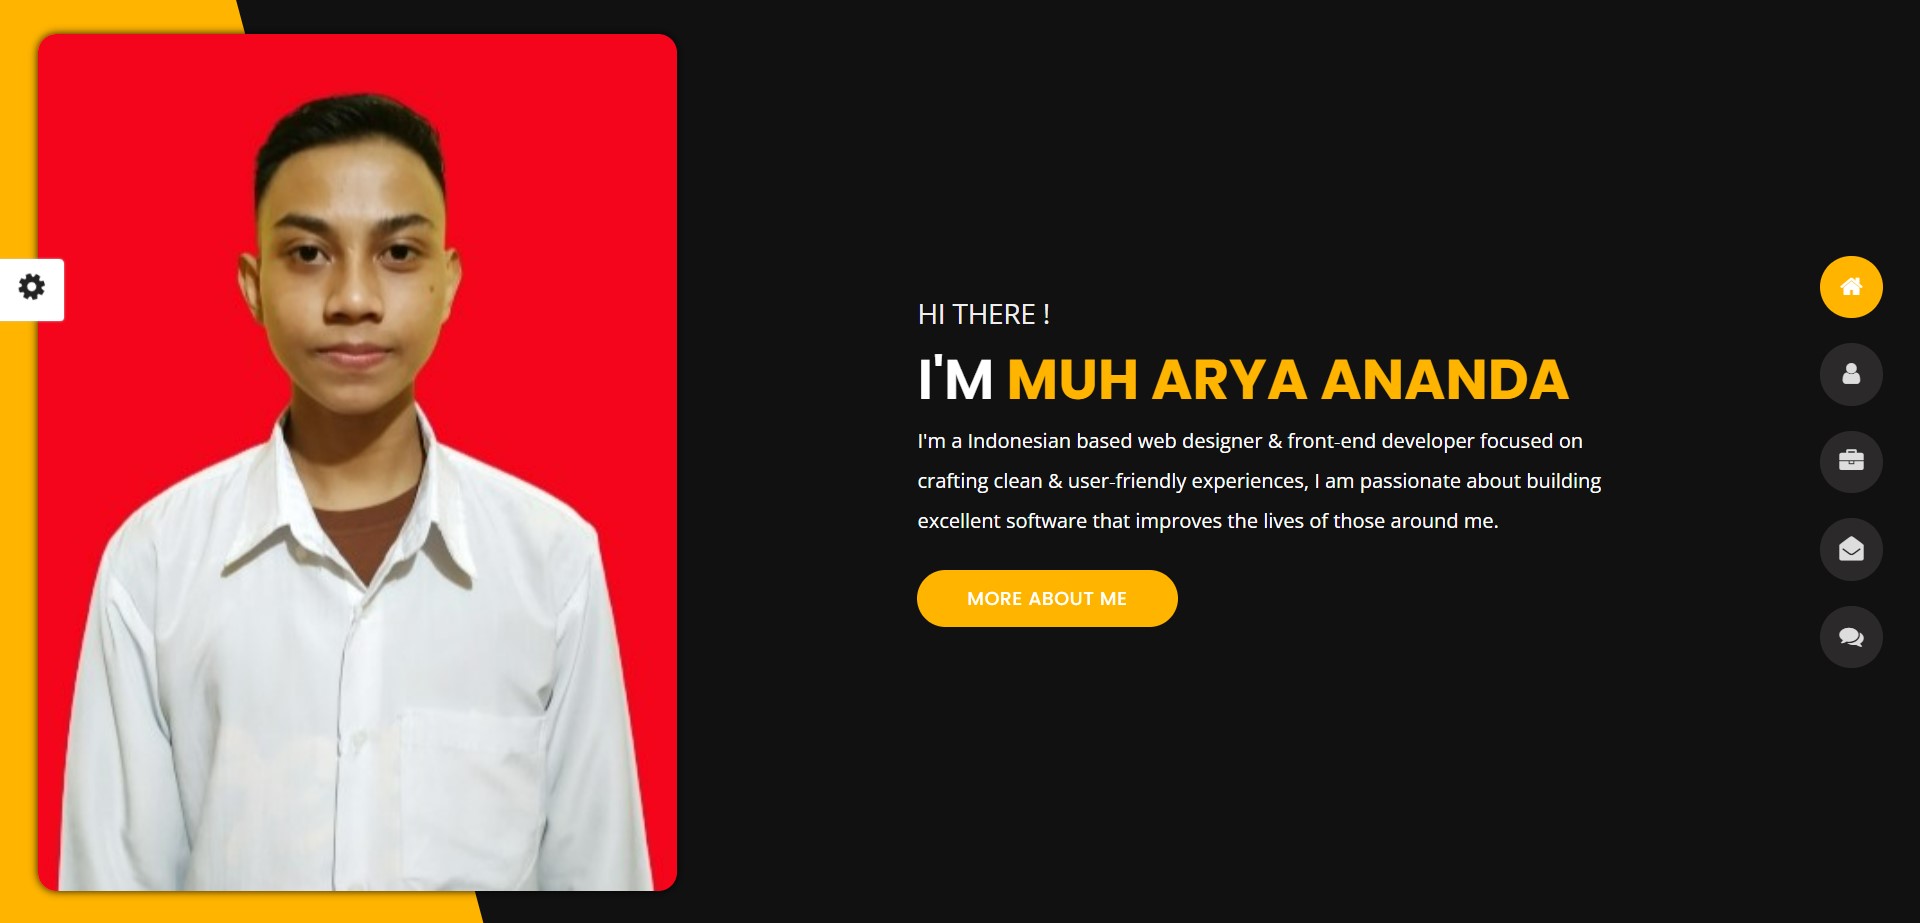 HI THERE !
I'M MUH ARYA ANANDA
I'm a Indonesian based web designer & front-end developer focused on
crafting clean & user-friendly experiences, I am passionate about building
excellent software that improves the lives of those around me.
MORE ABOUT ME